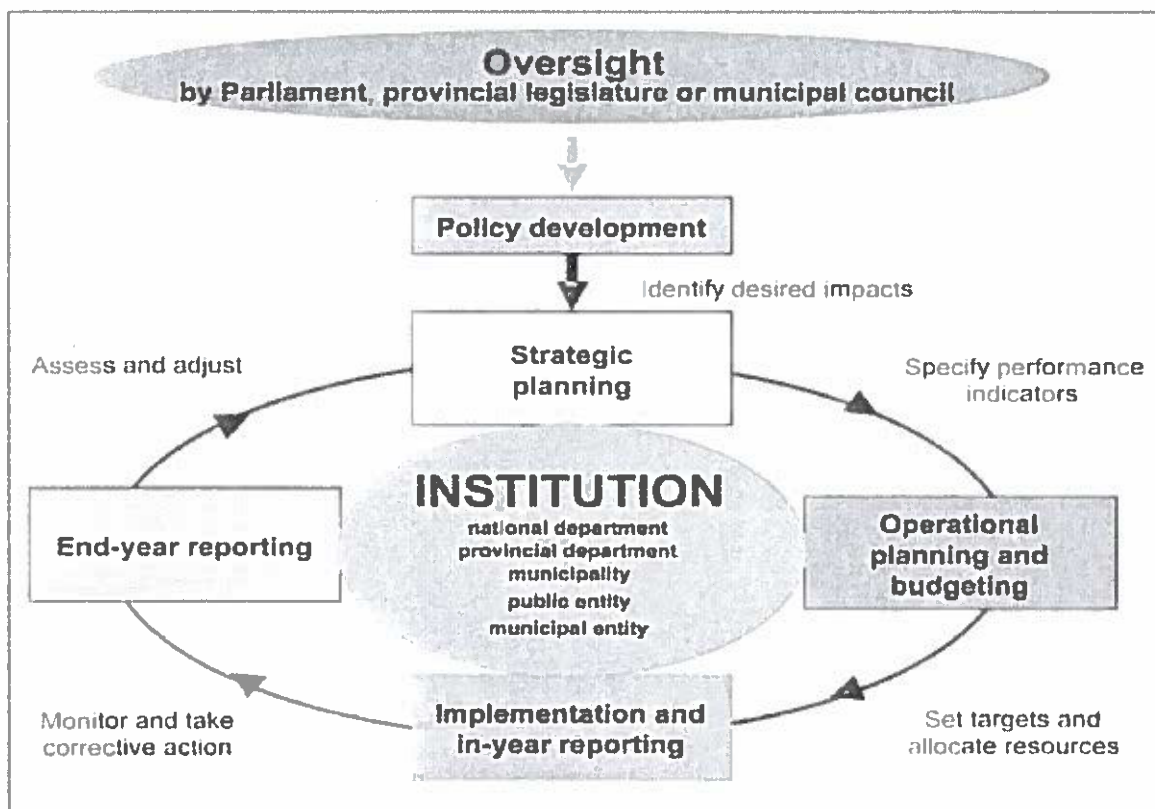 Oversight
by Parliament, provincial legislature or municipal council
Policy development
Identify desired impacts
Strategic
planning
Assess and adjust
Specify performance
indicators
INSTITUTION
national department
provincial department
municipality
public entity
municipal entity
End-year reporting
Operational
planning and
budgeting
Implementation and
in-year reporting
Monitor and take
corrective action
Set targets and
allocate resources